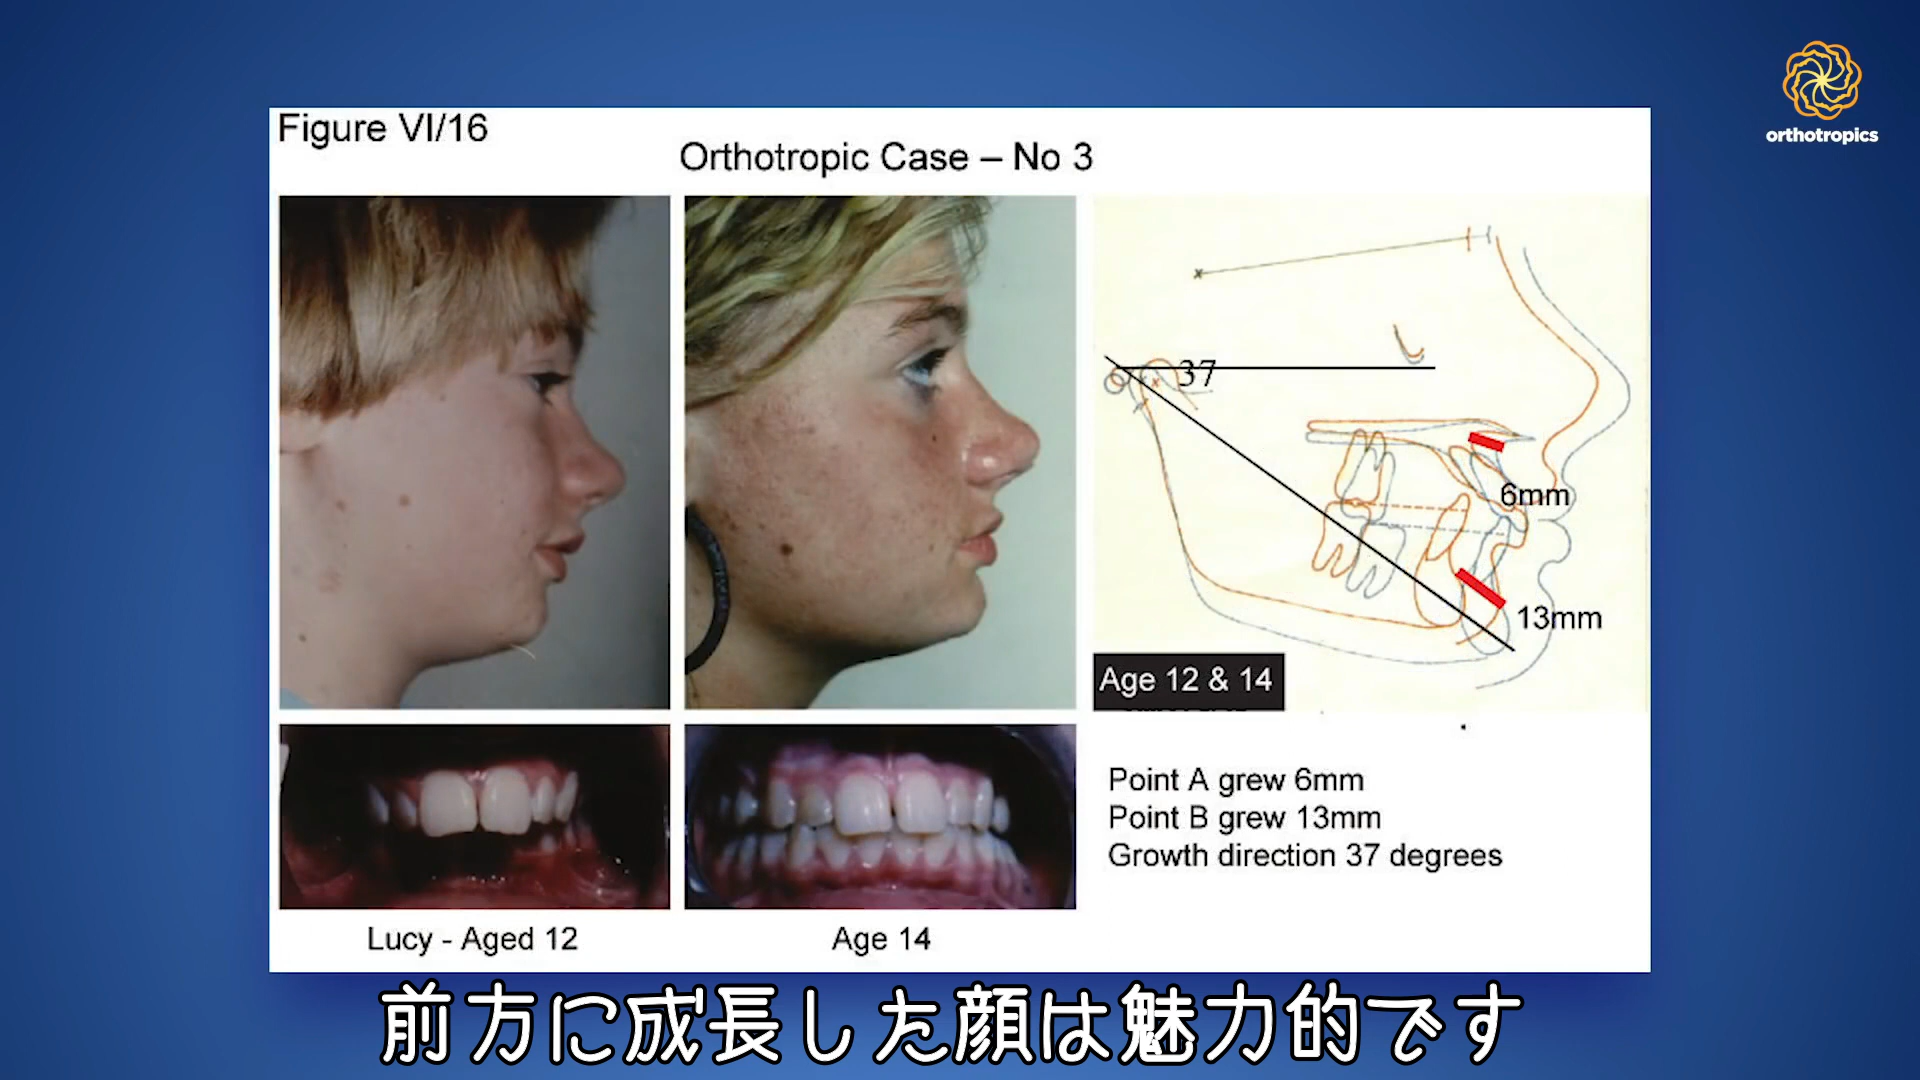 orthotropics
Figure VI/16
Orthotropic Case – No 3
37
6mm
13mm
Age 12 & 14
Point A grew 6mm
Point B grew 13mm
Growth direction 37 degrees
Lucy - Aged 12
Age 14
前方に成長した顔は魅力的です